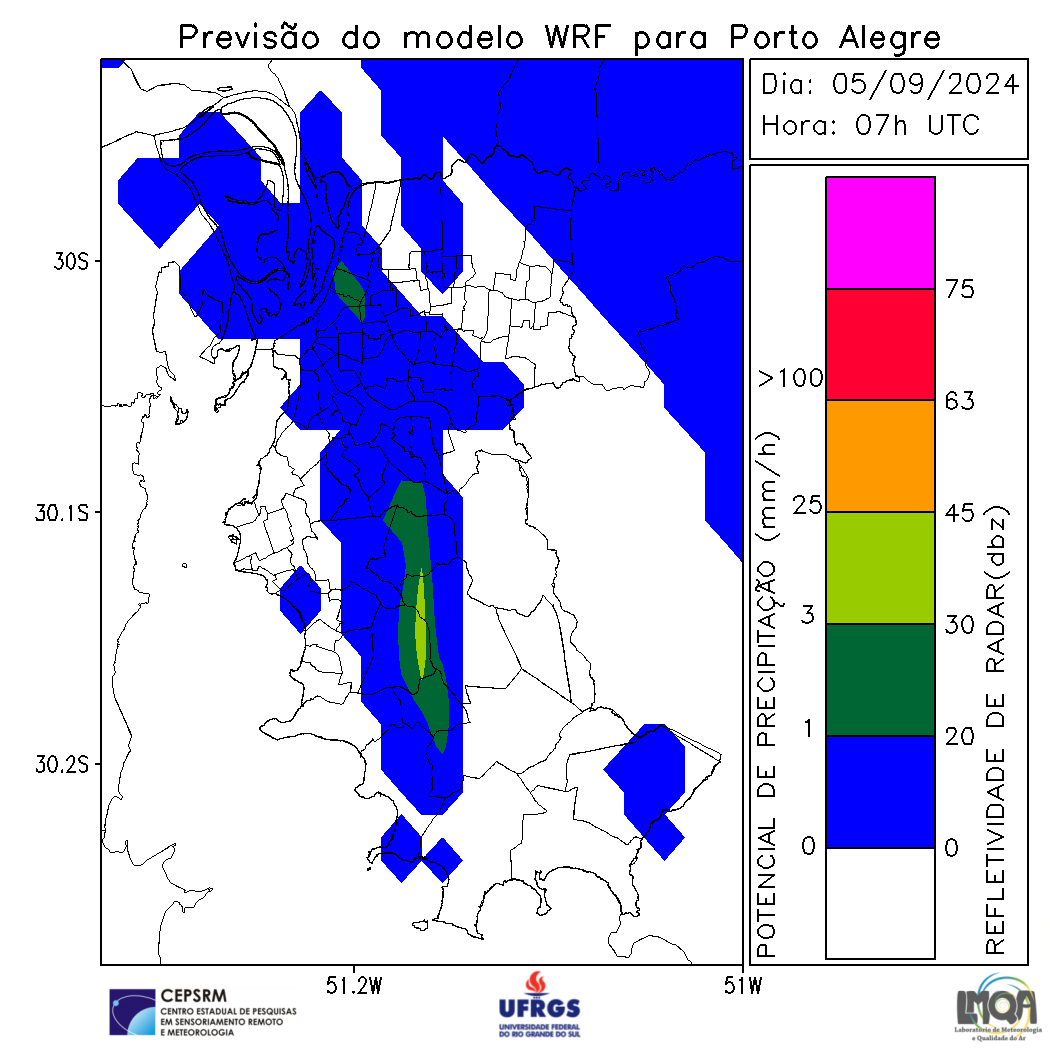 Previsão do modelo WRF para Porto Alegre
Dia: 05/09/2024
Hora: 07h UTC
30S
30.1S
30.2S
51.2W
51W
POTENCIAL DE PRECIPITAÇÃO (mm/h)
>100
25
3
1
0
75
63
45
30
20
0
REFLETIVIDADE DE RADAR(dbz)
CEPSRM
CENTRO ESTADUAL DE PESQUISAS
EM SENSORIAMENTO REMOTO
E METEOROLOGIA
UFRGS
UNIVERSIDADE FEDERAL
DO RIO GRANDE DO SUL
LMQA
Laboratório de Meteorologia
e Qualidade do Ar